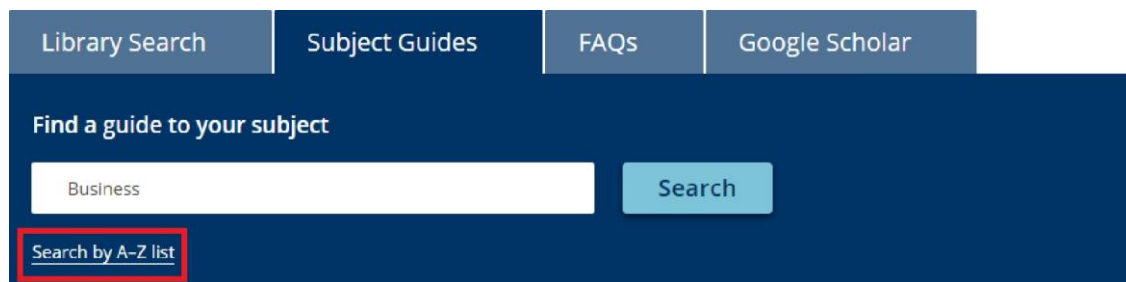 Library Search Subject Guides FAQs Google Scholar
Find a guide to your subject
Business Search
Search by A–Z list